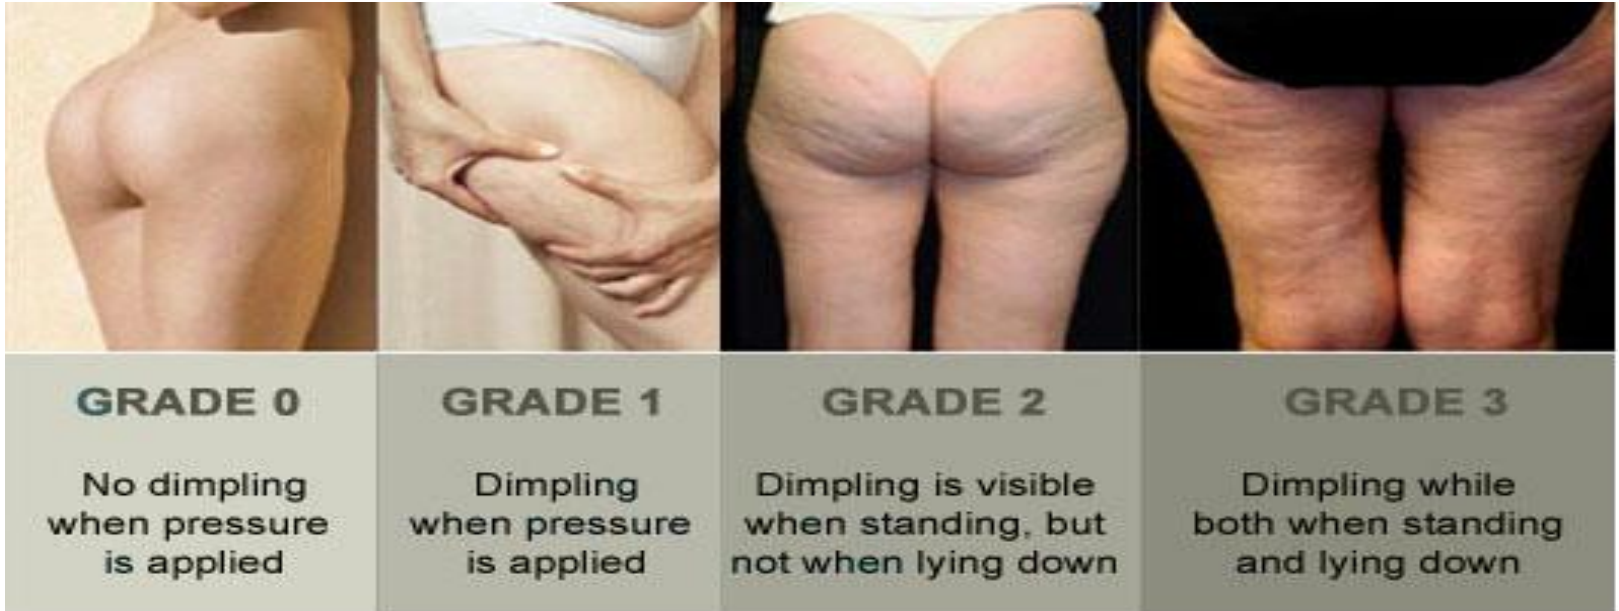 GRADE 0
No dimpling
when pressure
is applied
GRADE 1
Dimpling
when pressure
is applied
GRADE 2
Dimpling is visible
when standing, but
not when lying down
GRADE 3
Dimpling while
both when standing
and lying down